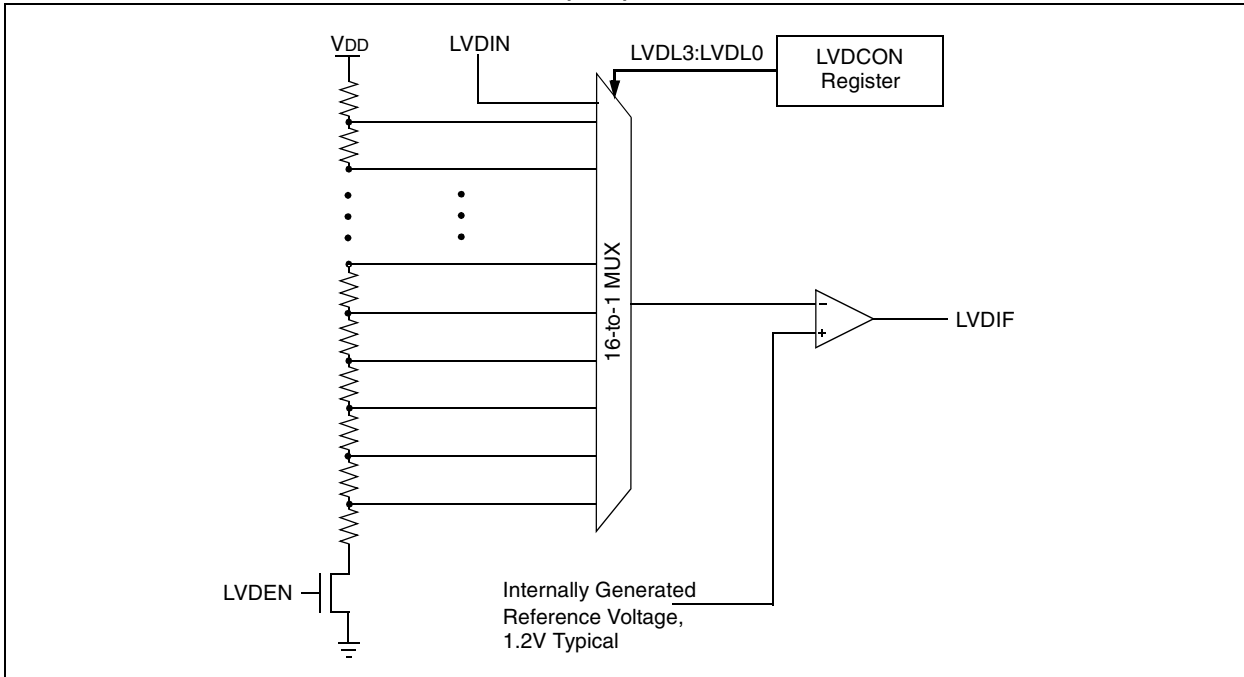 VDD
LVDIN
LVDL3:LVDL0
LVDCON
Register
16-to-1 MUX
–
+
LVDIF
LVDEN
Internally Generated
Reference Voltage,
1.2V Typical